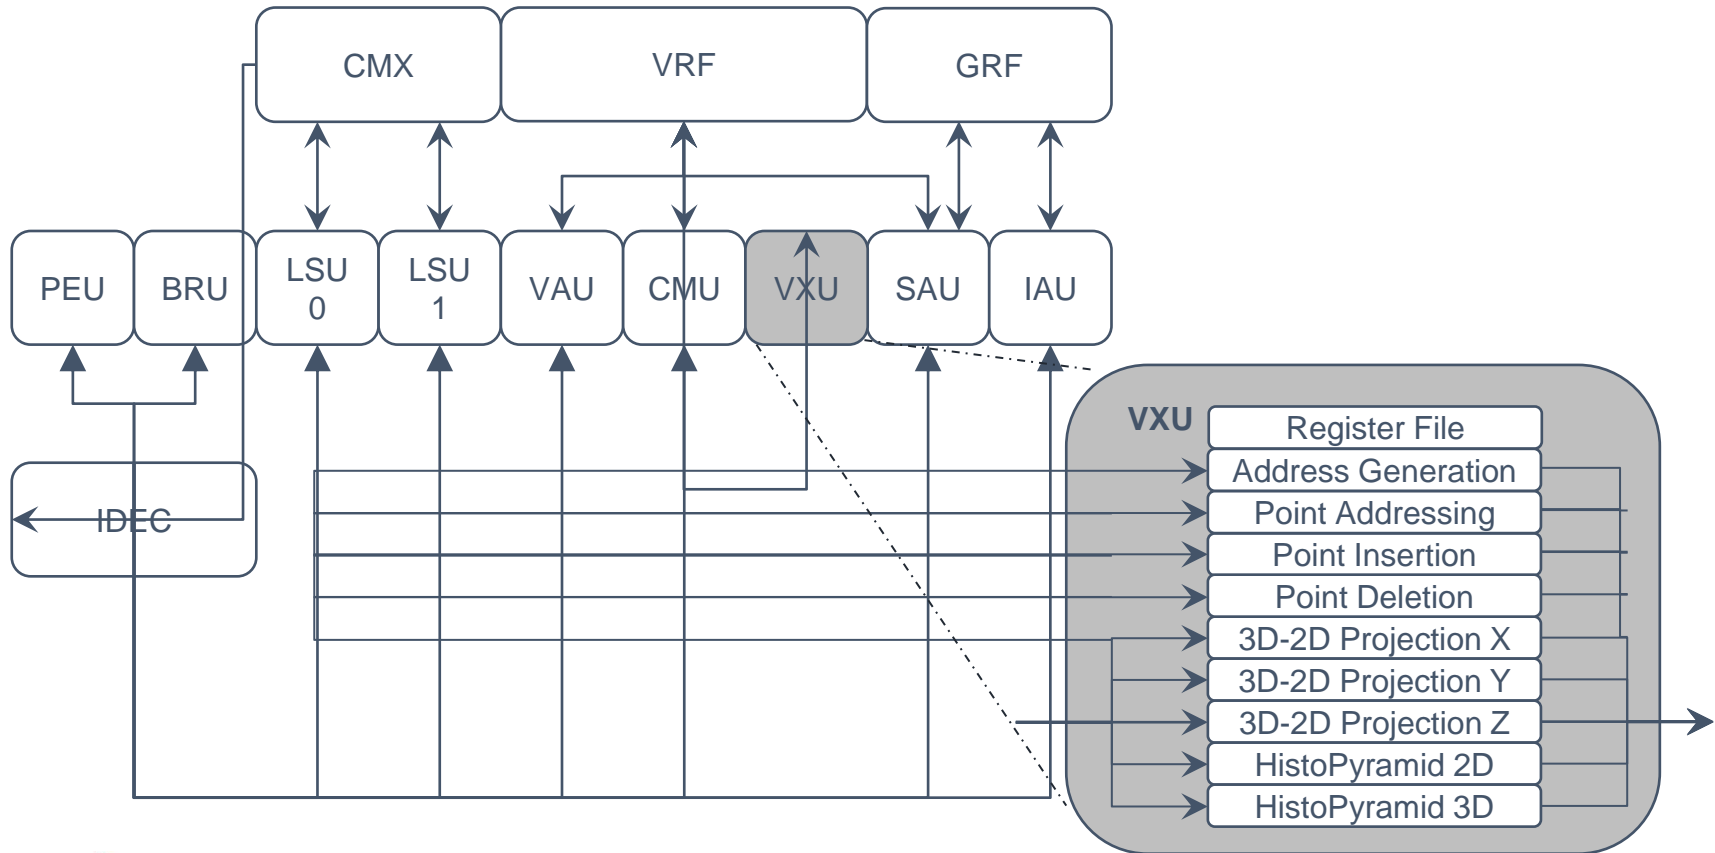 CMX
VRF
GRF
PEU
BRU
LSU
0
LSU
1
VAU
CMU
VXU
SAU
IAU
IDEC
VXU
Register File
Address Generation
Point Addressing
Point Insertion
Point Deletion
3D-2D Projection X
3D-2D Projection Y
3D-2D Projection Z
HistoPyramid 2D
HistoPyramid 3D